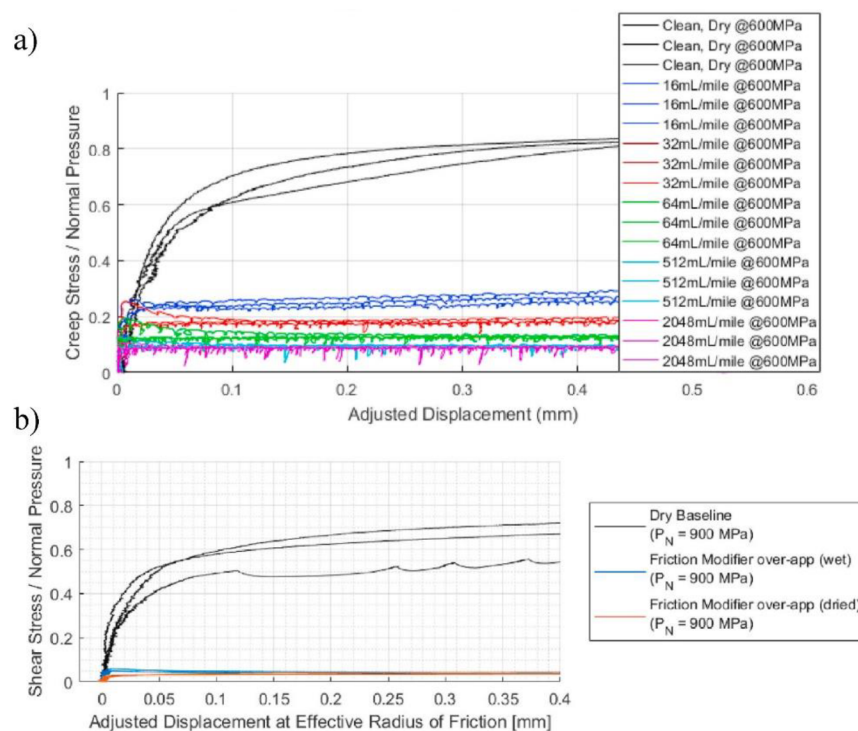 a)
Clean, Dry @600MPa
Clean, Dry @600MPa
Clean, Dry @600MPa
16mL/mile @600MPa
16mL/mile @600MPa
16mL/mile @600MPa
32mL/mile @600MPa
32mL/mile @600MPa
32mL/mile @600MPa
64mL/mile @600MPa
64mL/mile @600MPa
64mL/mile @600MPa
512mL/mile @600MPa
512mL/mile @600MPa
512mL/mile @600MPa
2048mL/mile @600MPa
2048mL/mile @600MPa
2048mL/mile @600MPa
Creep Stress / Normal Pressure
1
0.8
0.6
0.4
0.2
0
0 0.1 0.2 0.3 0.4 0.5 0.6
Adjusted Displacement (mm)
b)
Shear Stress / Normal Pressure
1
0.8
0.6
0.4
0.2
0
0 0.05 0.1 0.15 0.2 0.25 0.3 0.35 0.4
Adjusted Displacement at Effective Radius of Friction [mm]
Dry Baseline
(P_N = 900 MPa)
Friction Modifier over-app (wet)
(P_N = 900 MPa)
Friction Modifier over-app (dried)
(P_N = 900 MPa)